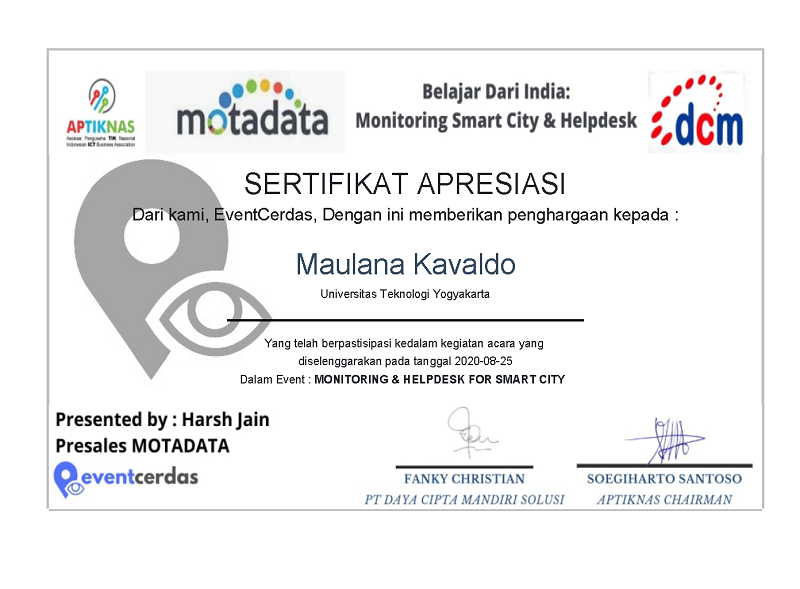 APTIKNAS
Asosiasi Pengusaha TIK Nasional
Indonesian ICT Business Association
motadata
Belajar Dari India:
Monitoring Smart City & Helpdesk
dcm
SERTIFIKAT APRESIASI
Dari kami, EventCerdas, Dengan ini memberikan penghargaan kepada :
Maulana Kavaldo
Universitas Teknologi Yogyakarta
Yang telah berpastisipasi kedalam kegiatan acara yang
diselenggarakan pada tanggal 2020-08-25
Dalam Event : MONITORING & HELPDESK FOR SMART CITY
Presented by : Harsh Jain
Presales MOTADATA
eventcerdas
FANKY CHRISTIAN
PT DAYA CIPTA MANDIRI SOLUSI
SOEGIHARTO SANTOSO
APTIKNAS CHAIRMAN